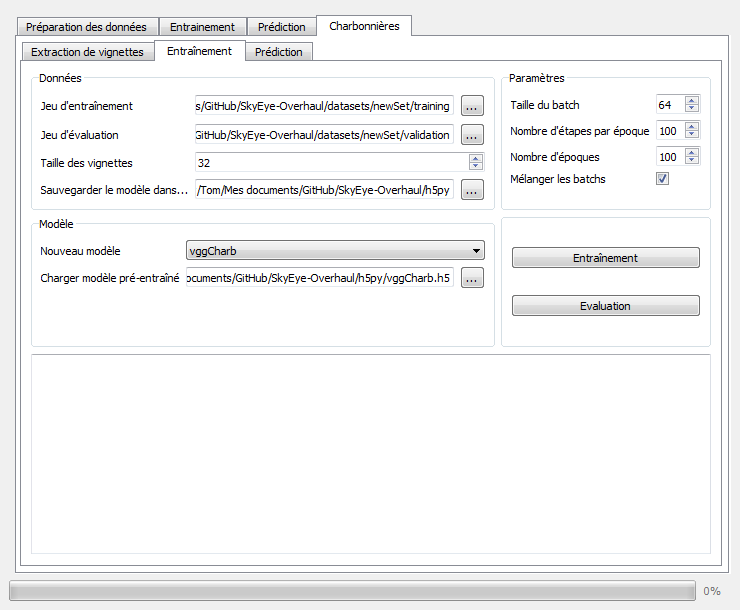 Préparation des données Entrainement Prédiction Charbonnières
Extraction de vignettes Entraînement Prédiction
Données
Jeu d'entraînement s/GitHub/SkyEye-Overhaul/datasets/newSet/training ...
Jeu d'évaluation GitHub/SkyEye-Overhaul/datasets/newSet/validation ...
Taille des vignettes 32
Sauvegarder le modèle dans... /Tom/Mes documents/GitHub/SkyEye-Overhaul/h5py ...
Paramètres
Taille du batch 64
Nombre d'étapes par époque 100
Nombre d'époques 100
Mélanger les batchs
Modèle
Nouveau modèle vggCharb
Charger modèle pré-entraîné ocuments/GitHub/SkyEye-Overhaul/h5py/vggCharb.h5 ...
Entraînement
Evaluation
0%